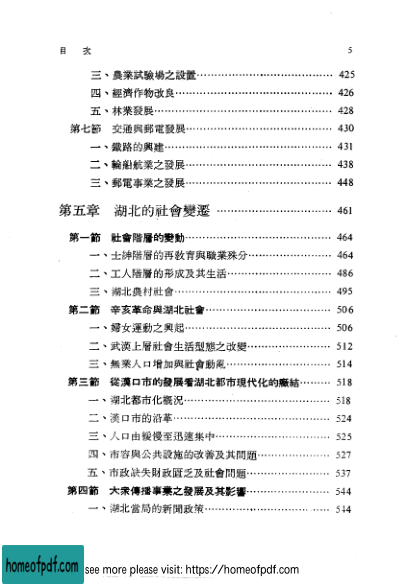 目 次 5
三、農業試驗場之設置 425
四、經濟作物改良 426
五、林業發展 428
第七節 交通與郵電發展 430
一、鐵路的興建 431
二、輪船航業之發展 438
三、郵電事業之發展 448
第五章 湖北的社會變遷 461
第一節 社會階層的變動 464
一、士紳階層的再教育與職業殊分 464
二、工人階層的形成及其生活 486
三、湖北農村社會 495
第二節 辛亥革命與湖北社會 506
一、婦女運動之興起 506
二、武漢上層社會生活型態之改變 512
三、無業人口增加與社會動亂 514
第三節 從漢口市的發展看湖北都市現代化的癥結 518
一、湖北都市化概況 518
二、漢口市的沿革 524
三、人口由緩慢至迅速集中 525
四、市容與公共設施的改善及其問題 527
五、市政缺失財政匱乏及社會問題 537
第四節 大衆傳播事業之發展及其影響 544
一、湖北當局的新聞政策 544
homeofpdf.com
see more please visit: https://homeofpdf.com